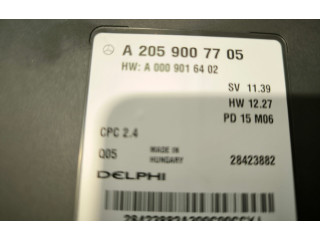 A 205 900 77 05
HW: A 000 901 64 02
SV 11.39
HW 12.27
PD 15 M06
CPC 2.4
Q05 MADE IN HUNGARY 28423882
DELPHI